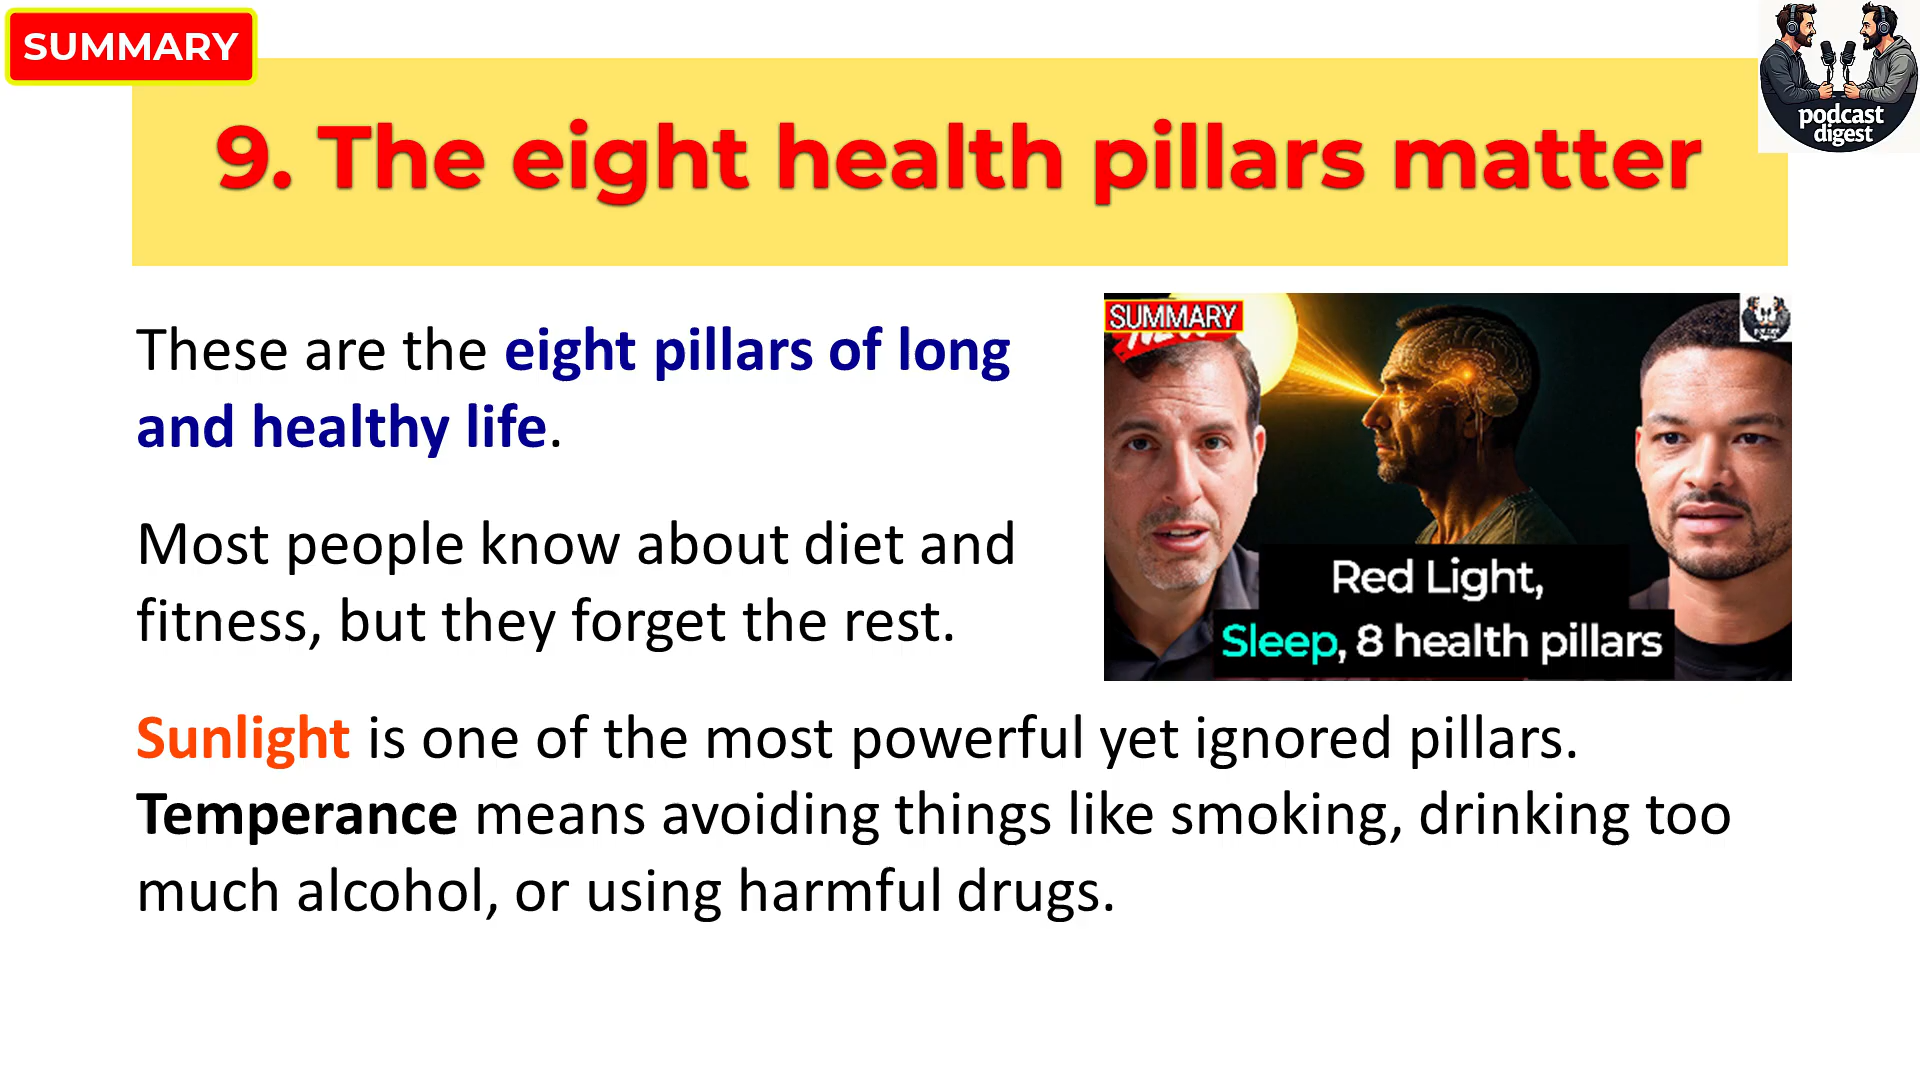 SUMMARY
podcast
digest
9. The eight health pillars matter
These are the eight pillars of long
and healthy life.
Most people know about diet and
fitness, but they forget the rest.
SUMMARY
Red Light,
Sleep, 8 health pillars
Sunlight is one of the most powerful yet ignored pillars.
Temperance means avoiding things like smoking, drinking too
much alcohol, or using harmful drugs.